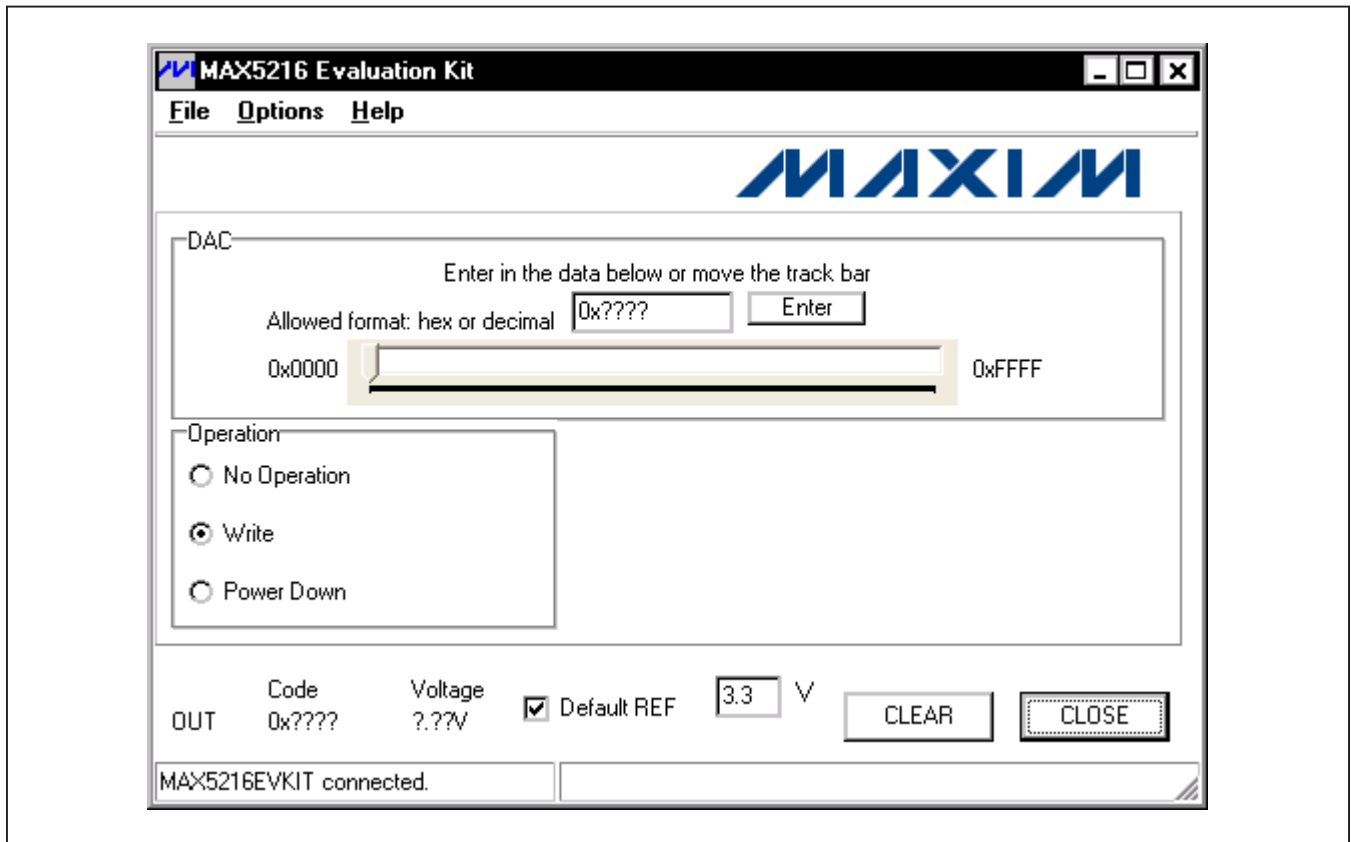 MAX5216 Evaluation Kit
File Options Help
MAXIM
DAC
Enter in the data below or move the track bar
Allowed format: hex or decimal 0x???? Enter
0x0000 0xFFFF
Operation
No Operation
Write
Power Down
Code Voltage
OUT 0x???? ?.??V Default REF 3.3 V CLEAR CLOSE
MAX5216EVKIT connected.